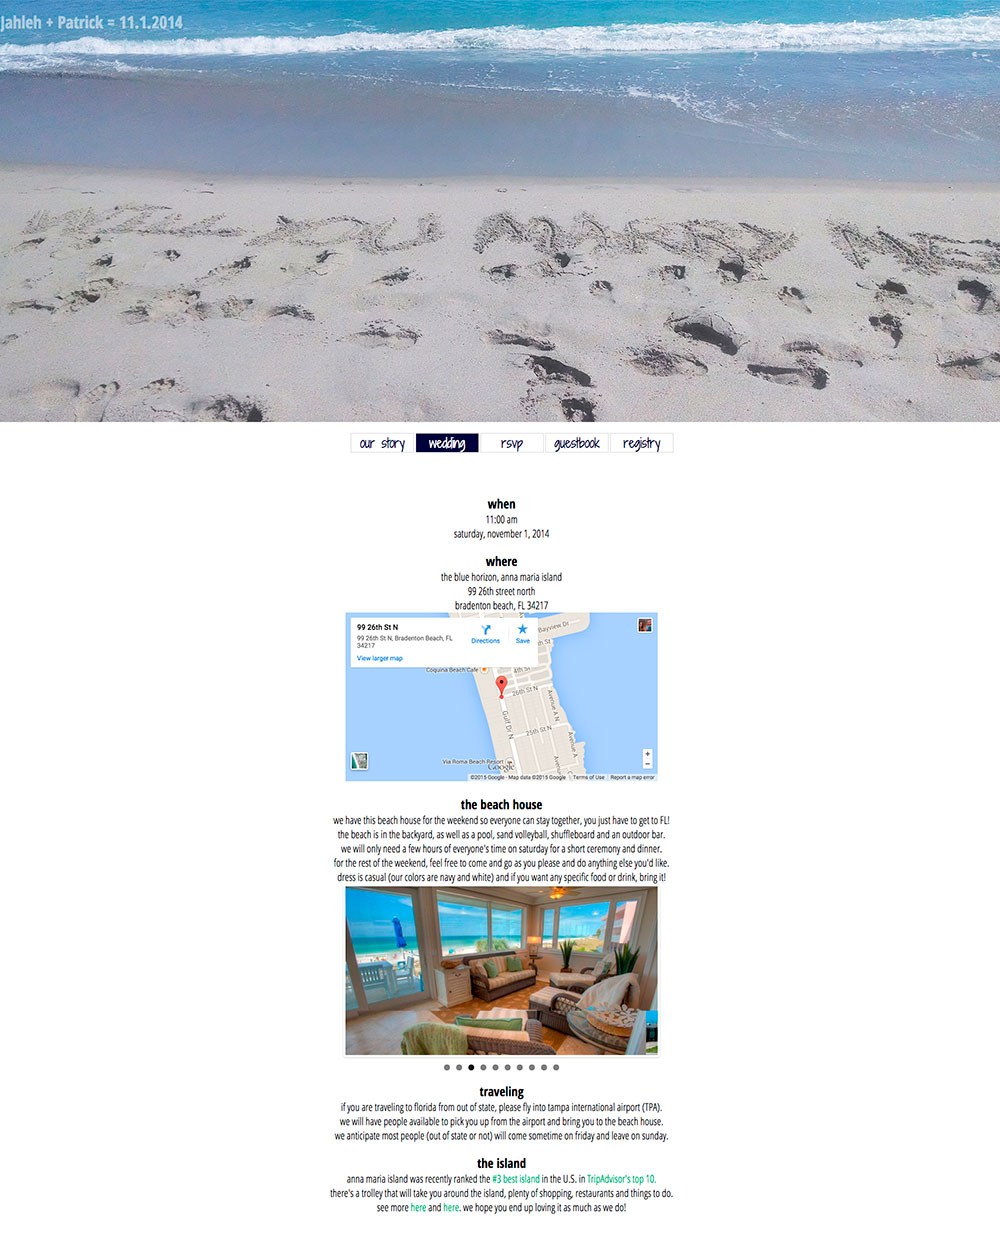 Jahleh + Patrick = 11.1.2014
WILL YOU MARRY ME
our story
wedding
rsvp
guestbook
registry
when
11:00 am
saturday, november 1, 2014
where
the blue horizon, anna maria island
99 26th street north
bradenton beach, FL 34217
99 26th St N
99 26th St N, Bradenton Beach, FL
34217
Directions
Save
View larger map
Bayview Dr
Coquina Beach Cafe
26th St N
Gulf Dr N
Avenue A N
25th St N
Avenue A
Avenue
Via Roma Beach Resort
Google
©2015 Google - Map data ©2015 Google
Terms of Use
Report a map error
the beach house
we have this beach house for the weekend so everyone can stay together, you just have to get to FL!
the beach is in the backyard, as well as a pool, sand volleyball, shuffleboard and an outdoor bar.
we will only need a few hours of everyone's time on saturday for a short ceremony and dinner.
for the rest of the weekend, feel free to come and go as you please and do anything else you'd like.
dress is casual (our colors are navy and white) and if you want any specific food or drink, bring it!
traveling
if you are traveling to florida from out of state, please fly into tampa international airport (TPA).
we will have people available to pick you up from the airport and bring you to the beach house.
we anticipate most people (out of state or not) will come sometime on friday and leave on sunday.
the island
anna maria island was recently ranked the #3 best island in the U.S. in TripAdvisor's top 10.
there's a trolley that will take you around the island, plenty of shopping, restaurants and things to do.
see more here and here. we hope you end up loving it as much as we do!